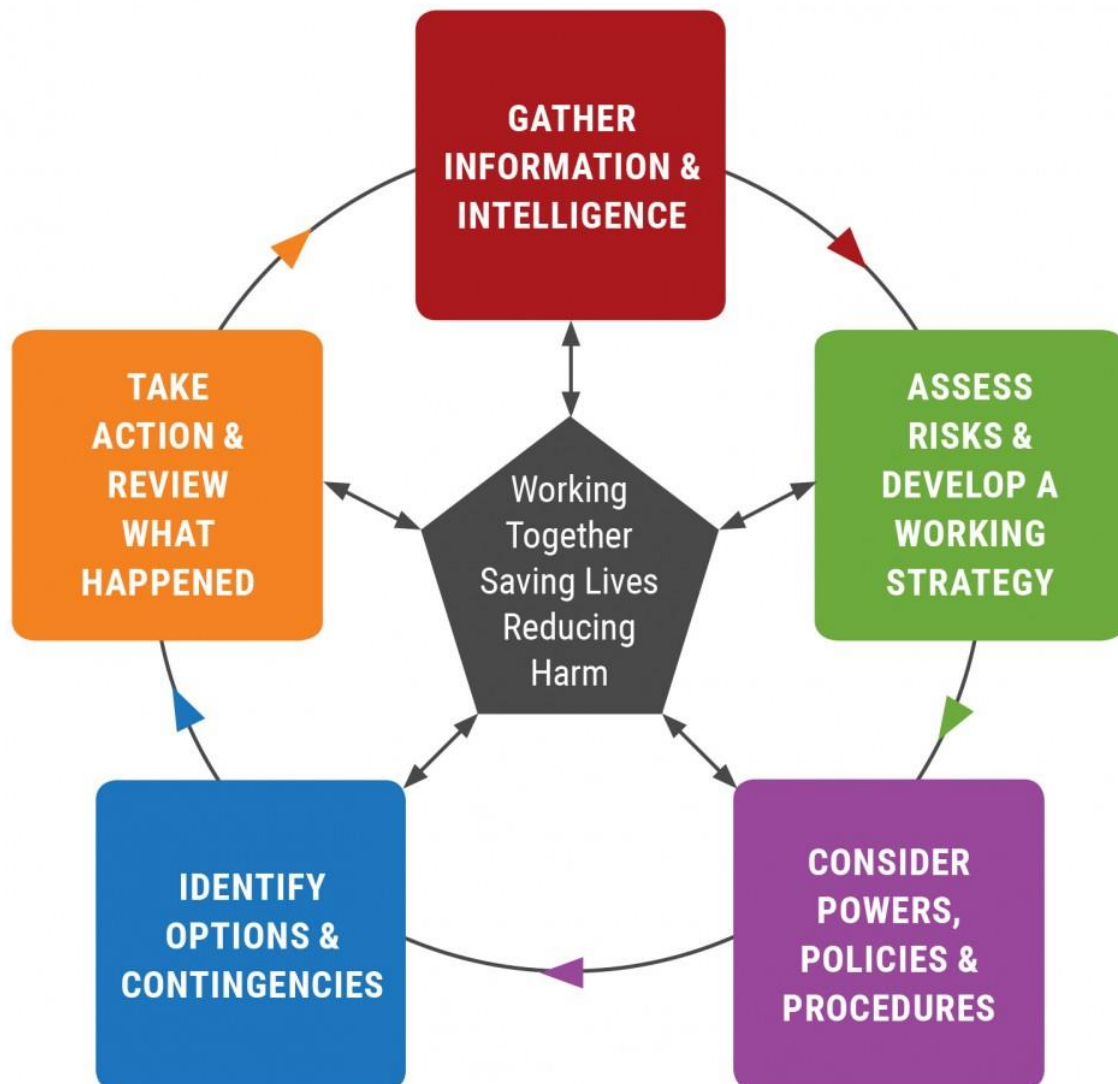 GATHER
INFORMATION &
INTELLIGENCE
ASSESS
RISKS &
DEVELOP A
WORKING
STRATEGY
CONSIDER
POWERS,
POLICIES &
PROCEDURES
IDENTIFY
OPTIONS &
CONTINGENCIES
TAKE
ACTION &
REVIEW
WHAT
HAPPENED
Working
Together
Saving Lives
Reducing
Harm